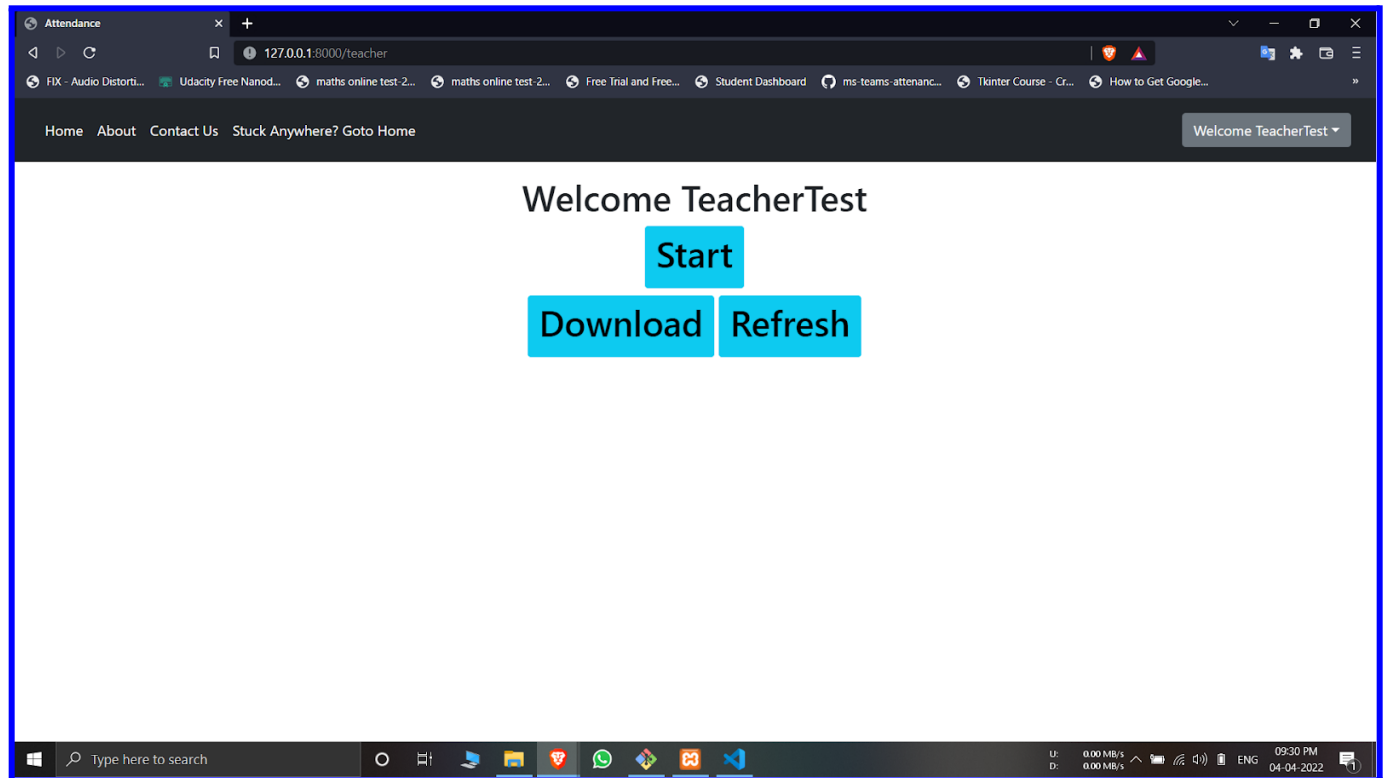 Attendance
127.0.0.1:8000/teacher
FIX - Audio Distorti... Udacity Free Nanod... maths online test-2... maths online test-2... Free Trial and Free... Student Dashboard ms-teams-attenanc... Tkinter Course - Cr... How to Get Google... »
Home About Contact Us Stuck Anywhere? Goto Home Welcome TeacherTest
Welcome TeacherTest
Start
Download Refresh
Type here to search
U: 0.00 MB/s
D: 0.00 MB/s
ENG
09:30 PM
04-04-2022
1